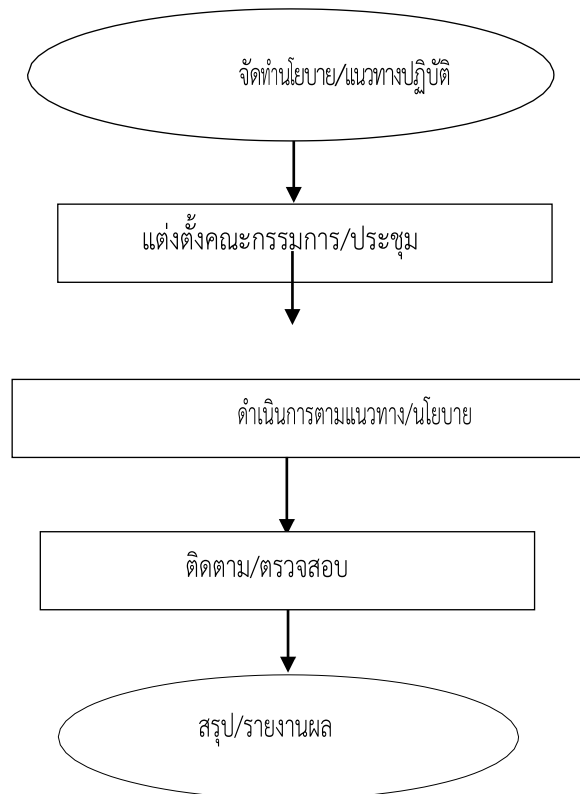 จัดทำนโยบาย/แนวทางปฏิบัติ
แต่งตั้งคณะกรรมการ/ประชุม
ดำเนินการตามแนวทาง/นโยบาย
ติดตาม/ตรวจสอบ
สรุป/รายงานผล